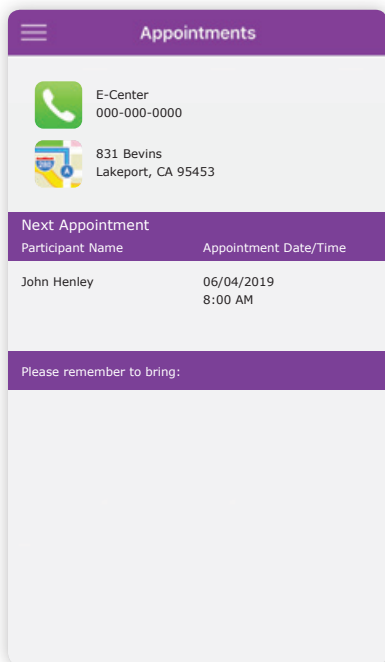 Appointments
E-Center
000-000-0000
831 Bevins
Lakeport, CA 95453
Next Appointment
Participant Name Appointment Date/Time
John Henley 06/04/2019
8:00 AM
Please remember to bring: